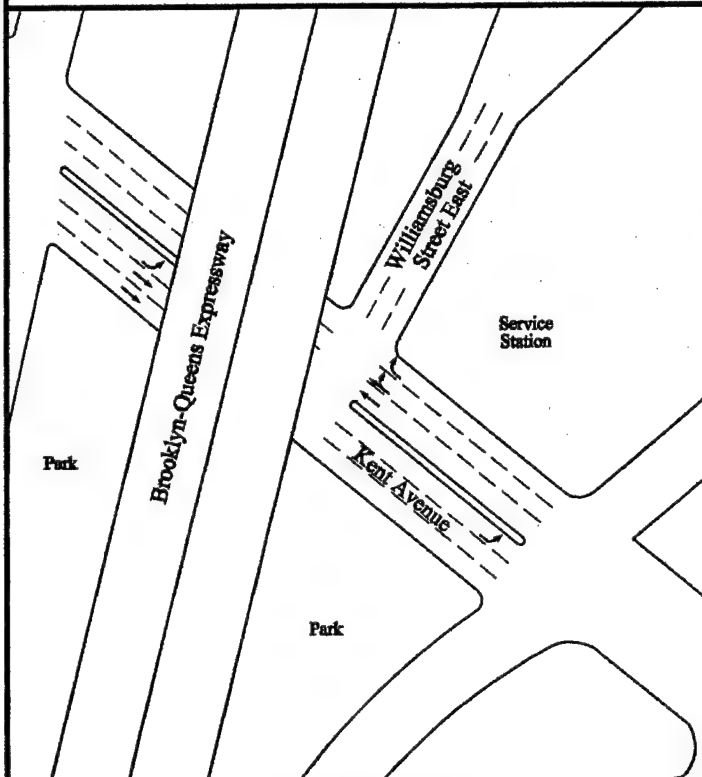 Williamsburg
Street East
Brooklyn-Queens Expressway
Service
Station
Park
Kent Avenue
Park